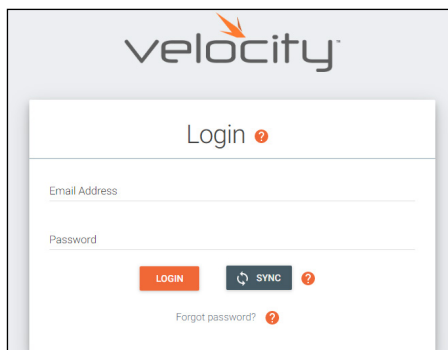 velocity™
Login ?
Email Address
Password
LOGIN SYNC ?
Forgot password? ?